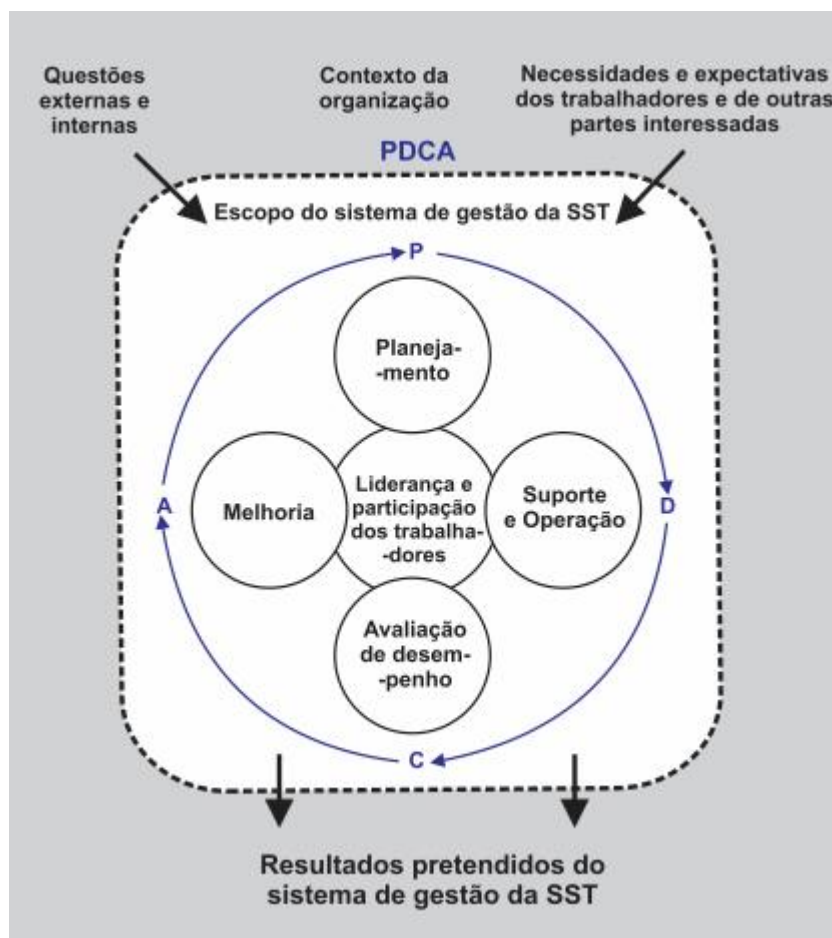 Questões
externas e
internas
Contexto da
organização
Necessidades e expectativas
dos trabalhadores e de outras
partes interessadas
PDCA
Escopo do sistema de gestão da SST
P
Planeja-
-mento
A
Melhoria
Liderança e
participação
dos trabalha-
-dores
Suporte
e Operação
D
Avaliação
de desem-
-penho
C
Resultados pretendidos do
sistema de gestão da SST